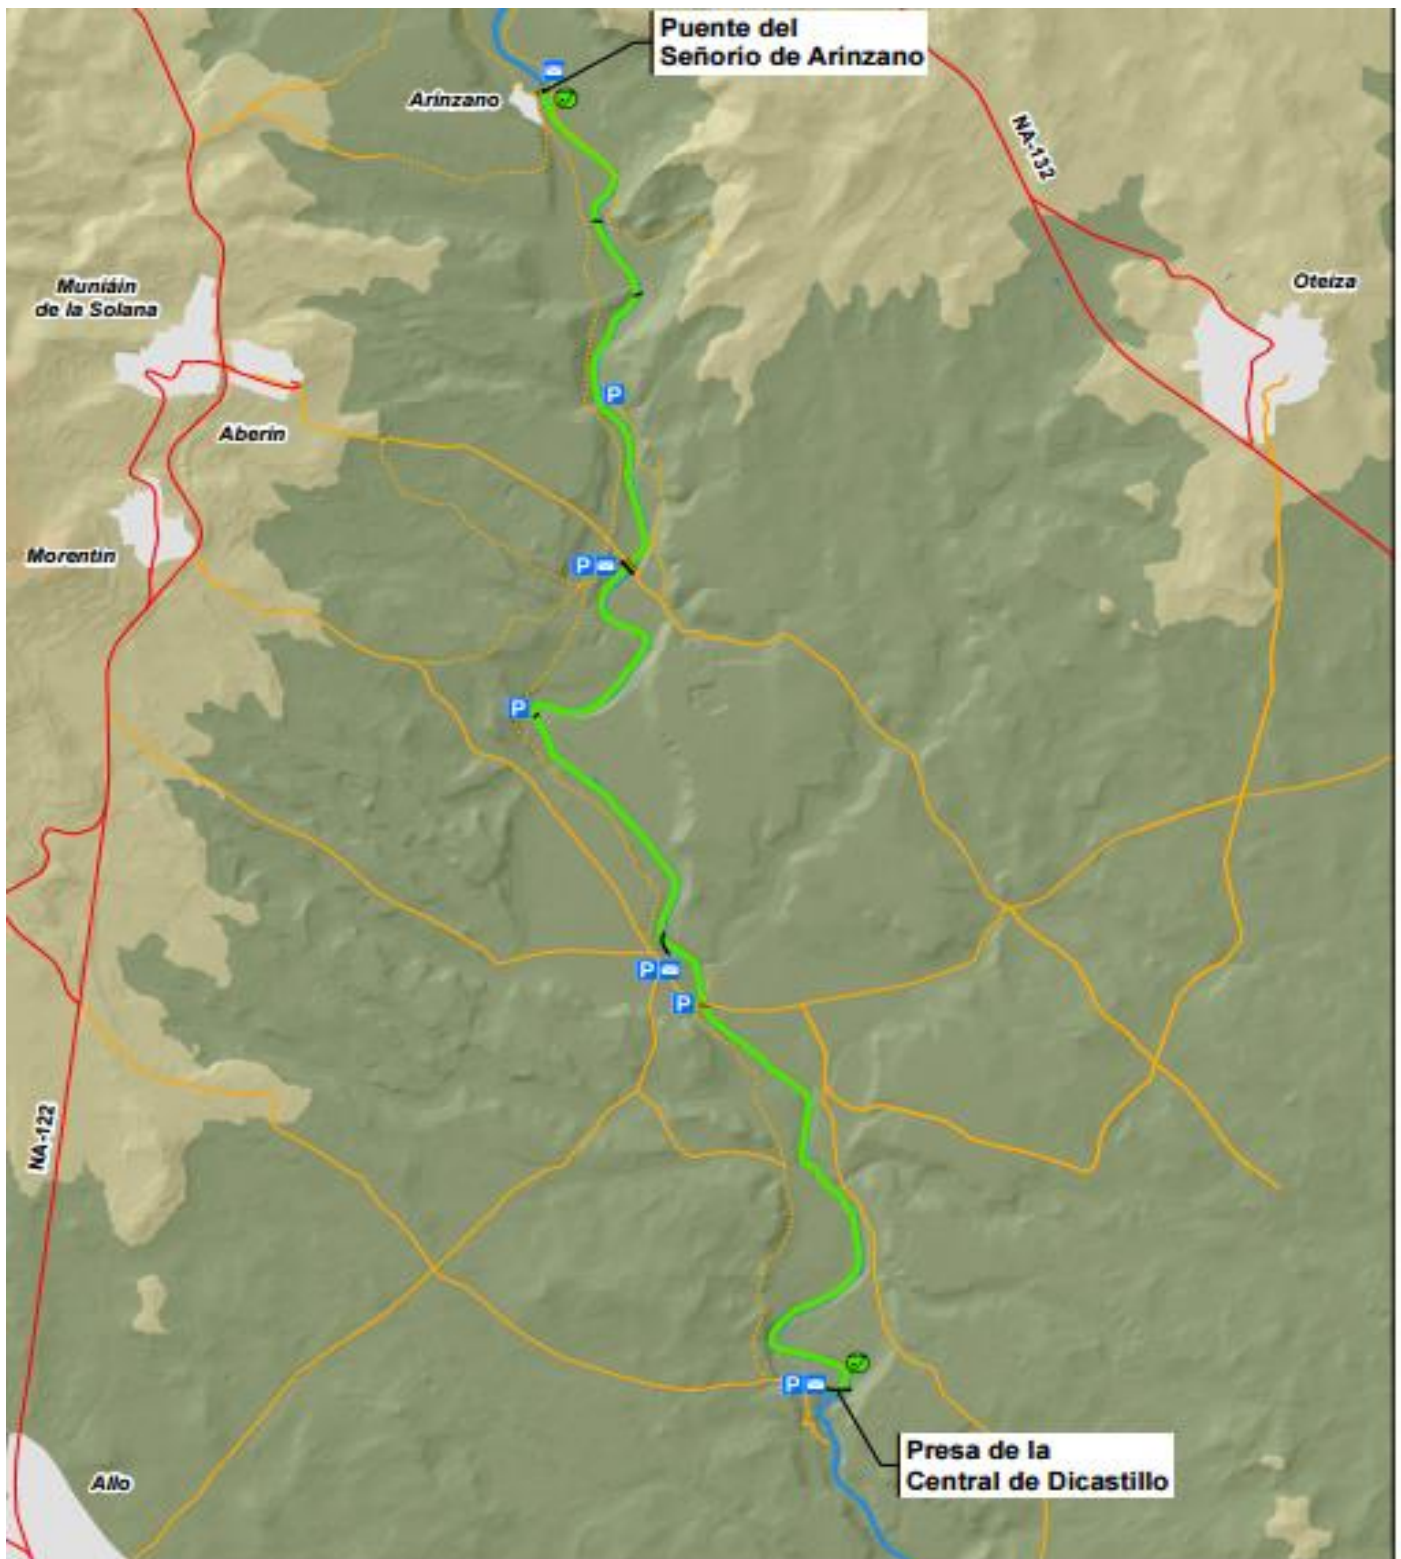 Puente del
Señorio de Arinzano
Arinzano
NA-132
Muniáin
de la Solana
Oteiza
Aberin
Morentin
P
P
P
P
P
NA-122
P
Presa de la
Central de Dicastillo
Allo